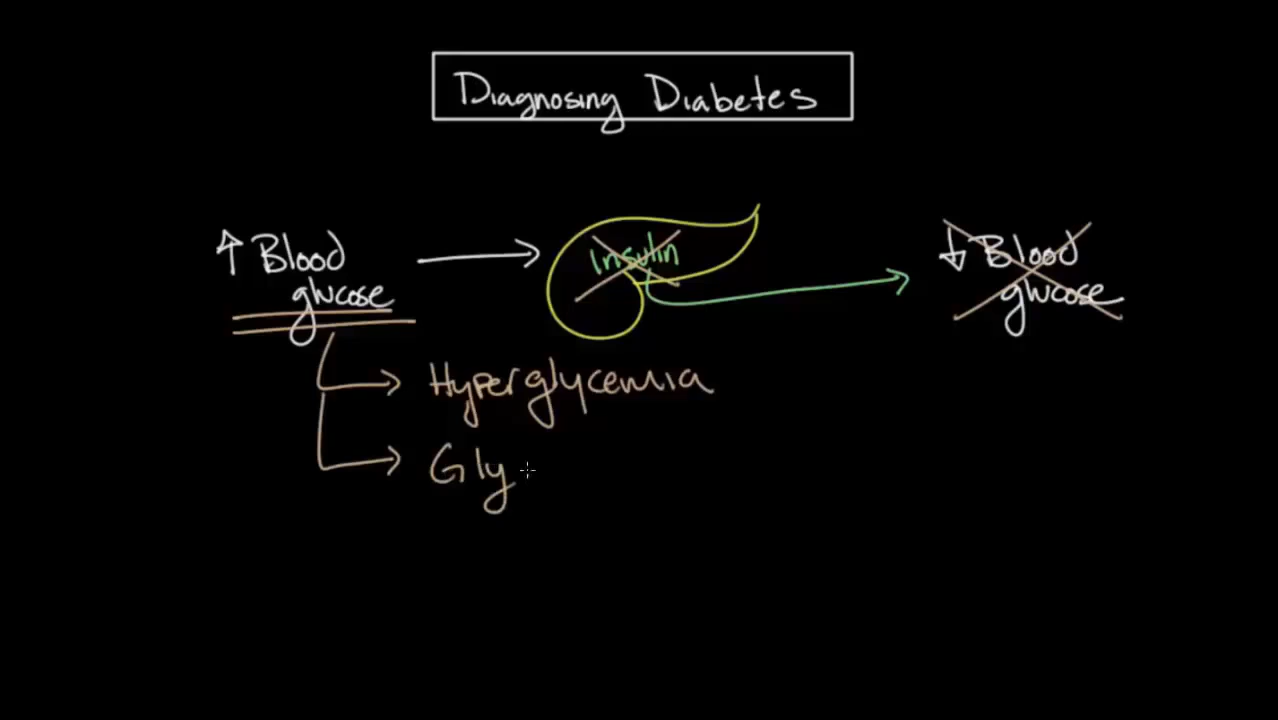 Diagnosing Diabetes
↑ Blood
glucose
Insulin
↓ Blood
glucose
Hyperglycemia
Gly